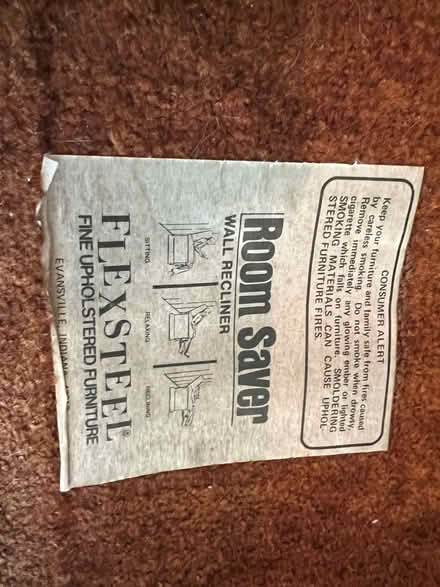 CONSUMER ALERT
Keep your furniture and family safe from fires caused
by careless smoking. Do not smoke when drowsy.
Remove immediately any glowing ember or lighted
cigarette which falls on furniture. SMOLDERING
SMOKING MATERIALS CAN CAUSE UPHOL-
STERED FURNITURE FIRES.
Room Saver
WALL RECLINER
SITTING
RELAXING
RECLINING
FLEXSTEEL®
FINE UPHOLSTERED FURNITURE
EVANSVILLE, INDIANA